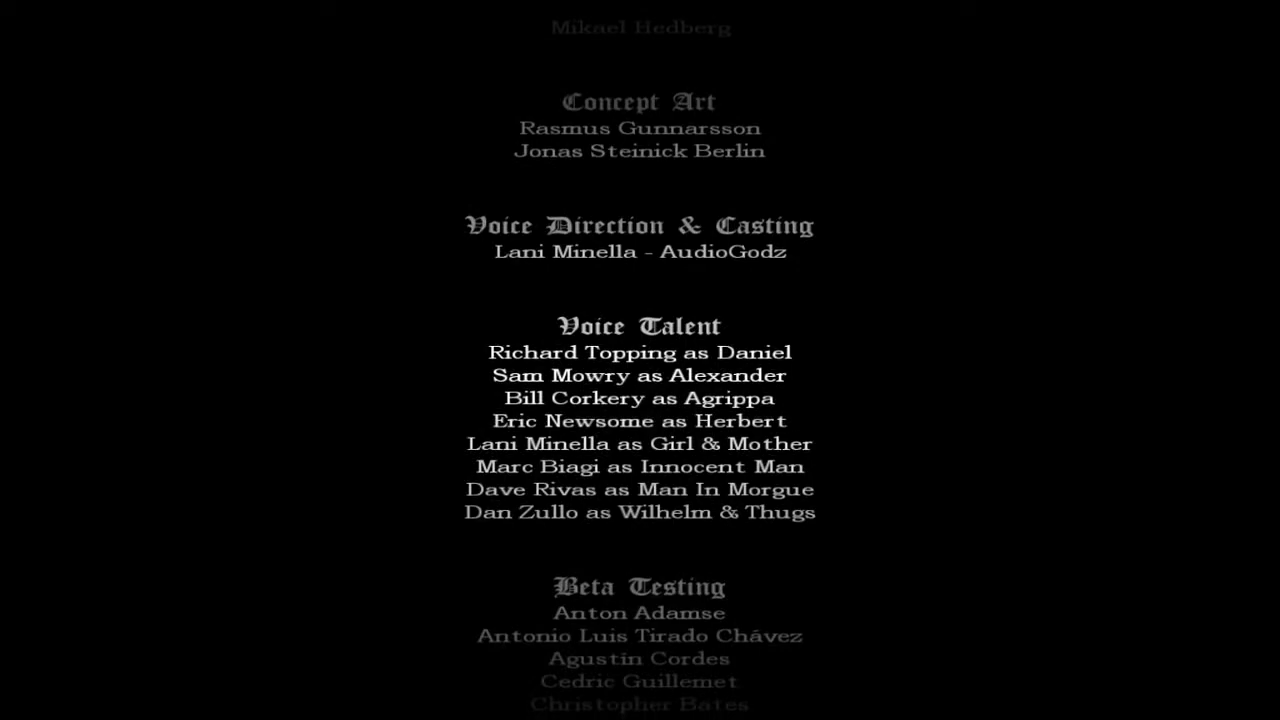 Mikael Hedberg
Concept Art
Rasmus Gunnarsson
Jonas Steinick Berlin
Voice Direction & Casting
Lani Minella - AudioGodz
Voice Talent
Richard Topping as Daniel
Sam Mowry as Alexander
Bill Corkery as Agrippa
Eric Newsome as Herbert
Lani Minella as Girl & Mother
Marc Biagi as Innocent Man
Dave Rivas as Man In Morgue
Dan Zullo as Wilhelm & Thugs
Beta Testing
Anton Adamse
Antonio Luis Tirado Chávez
Agustín Cordes
Cedric Guillemet
Christopher Bates